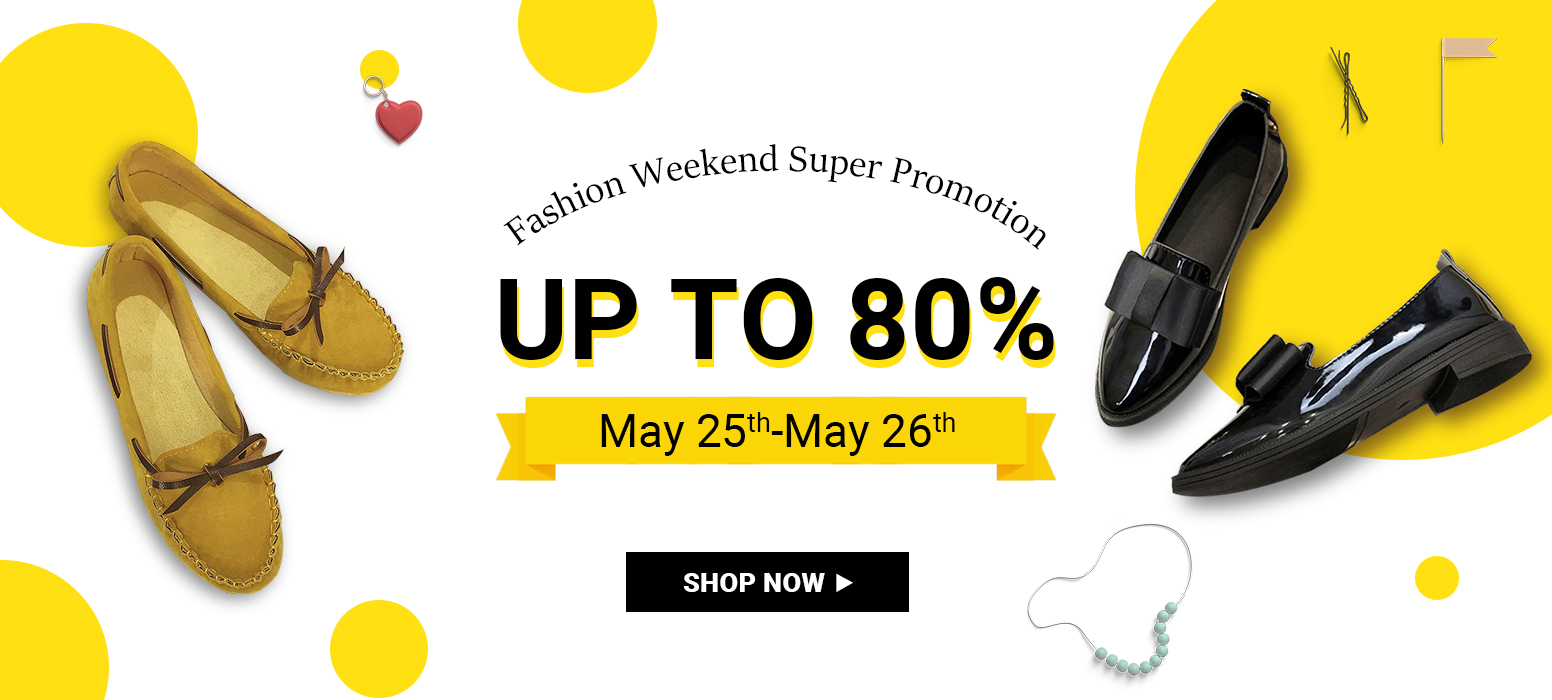 Fashion Weekend Super Promotion
UP TO 80%
May 25th-May 26th
SHOP NOW